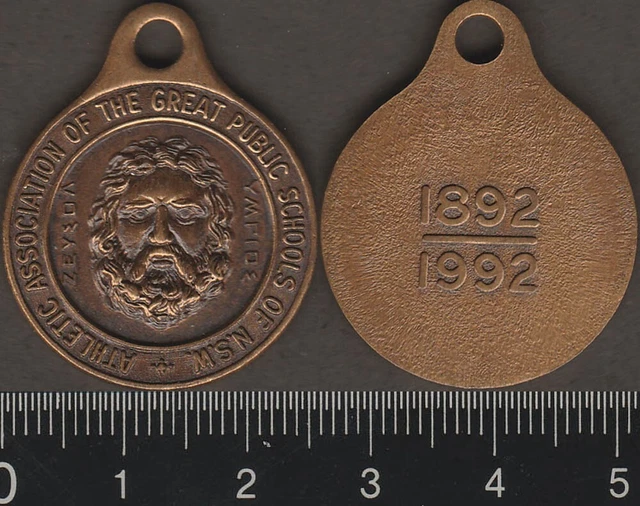 ATHLETIC ASSOCIATION OF THE GREAT PUBLIC SCHOOLS OF N.S.W.
1892
1992
0 1 2 3 4 5